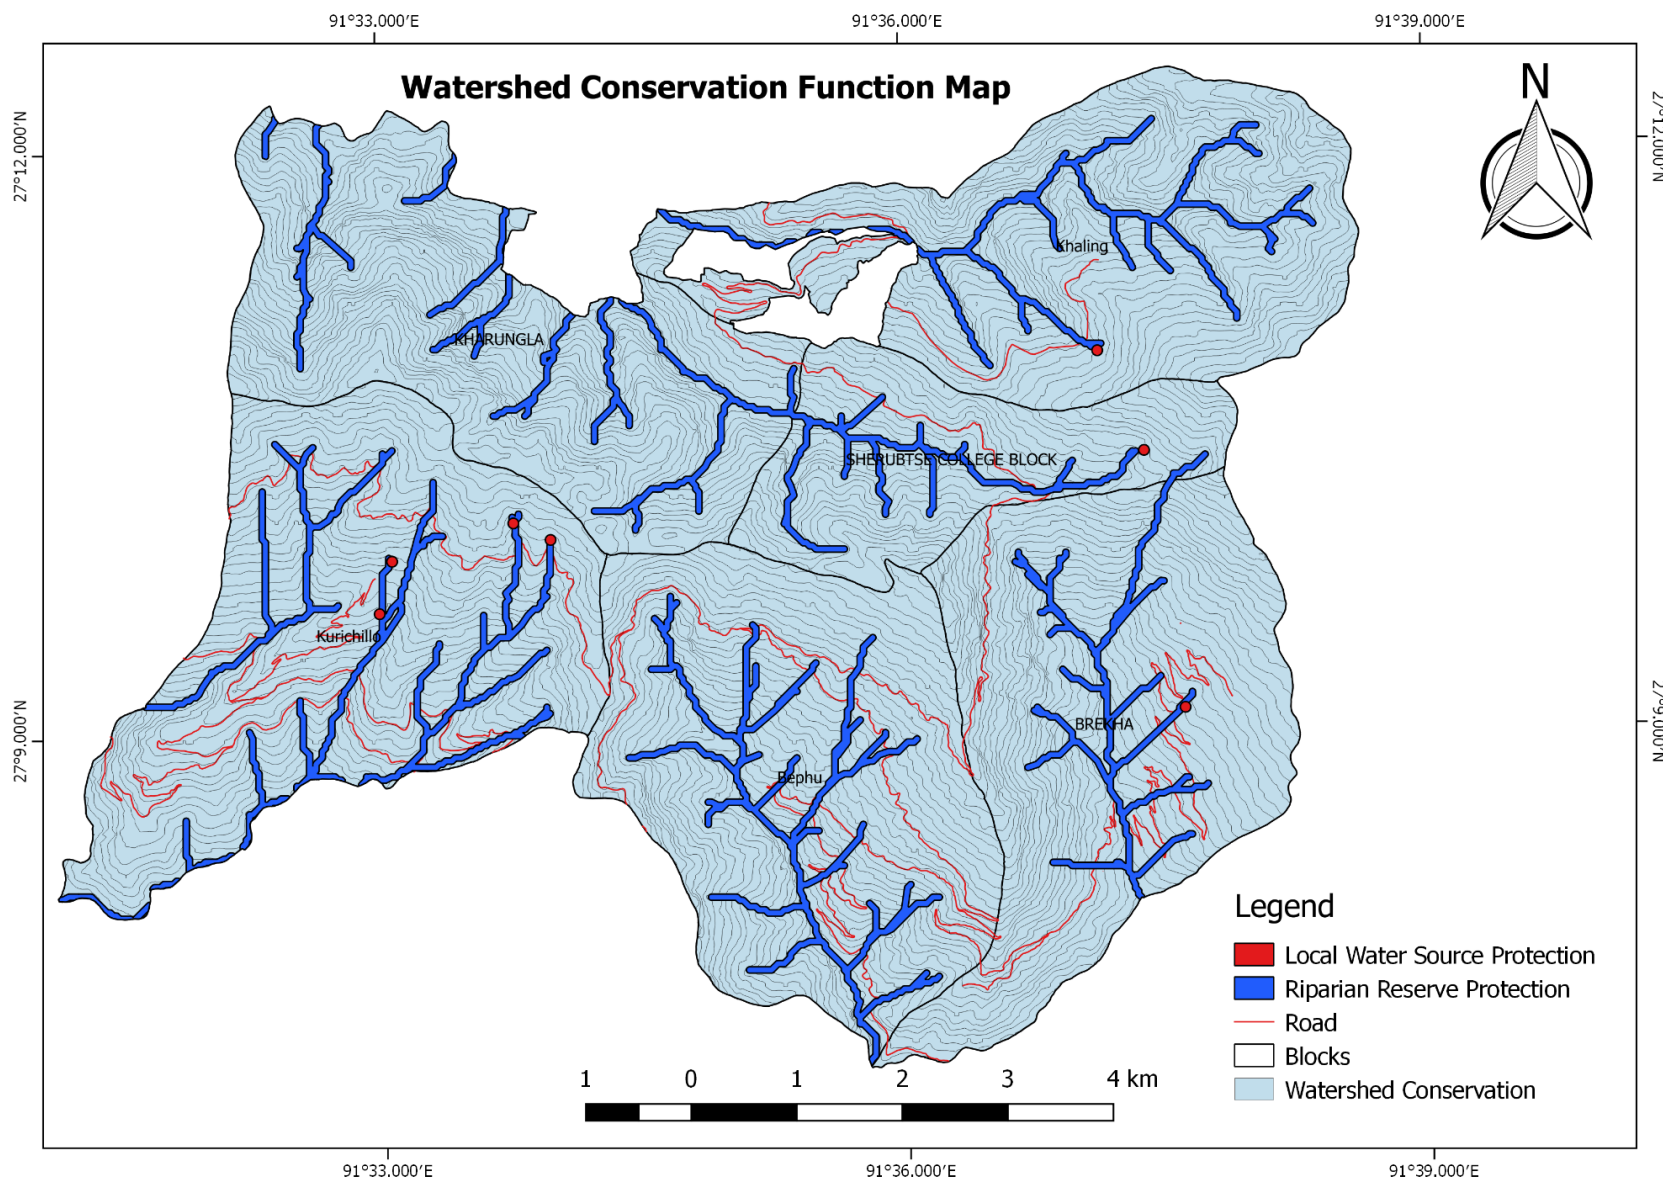 91°33.000'E 91°36.000'E 91°39.000'E
Watershed Conservation Function Map
N
27°12.000'N
27°12.000'N
Khaling
KHARUNGLA
SHERUBTSE COLLEGE BLOCK
Kurichillo
BREKHA
27°9.000'N
27°9.000'N
Bephu
Legend
Local Water Source Protection
Riparian Reserve Protection
Road
Blocks
Watershed Conservation
1 0 1 2 3 4 km
91°33.000'E 91°36.000'E 91°39.000'E